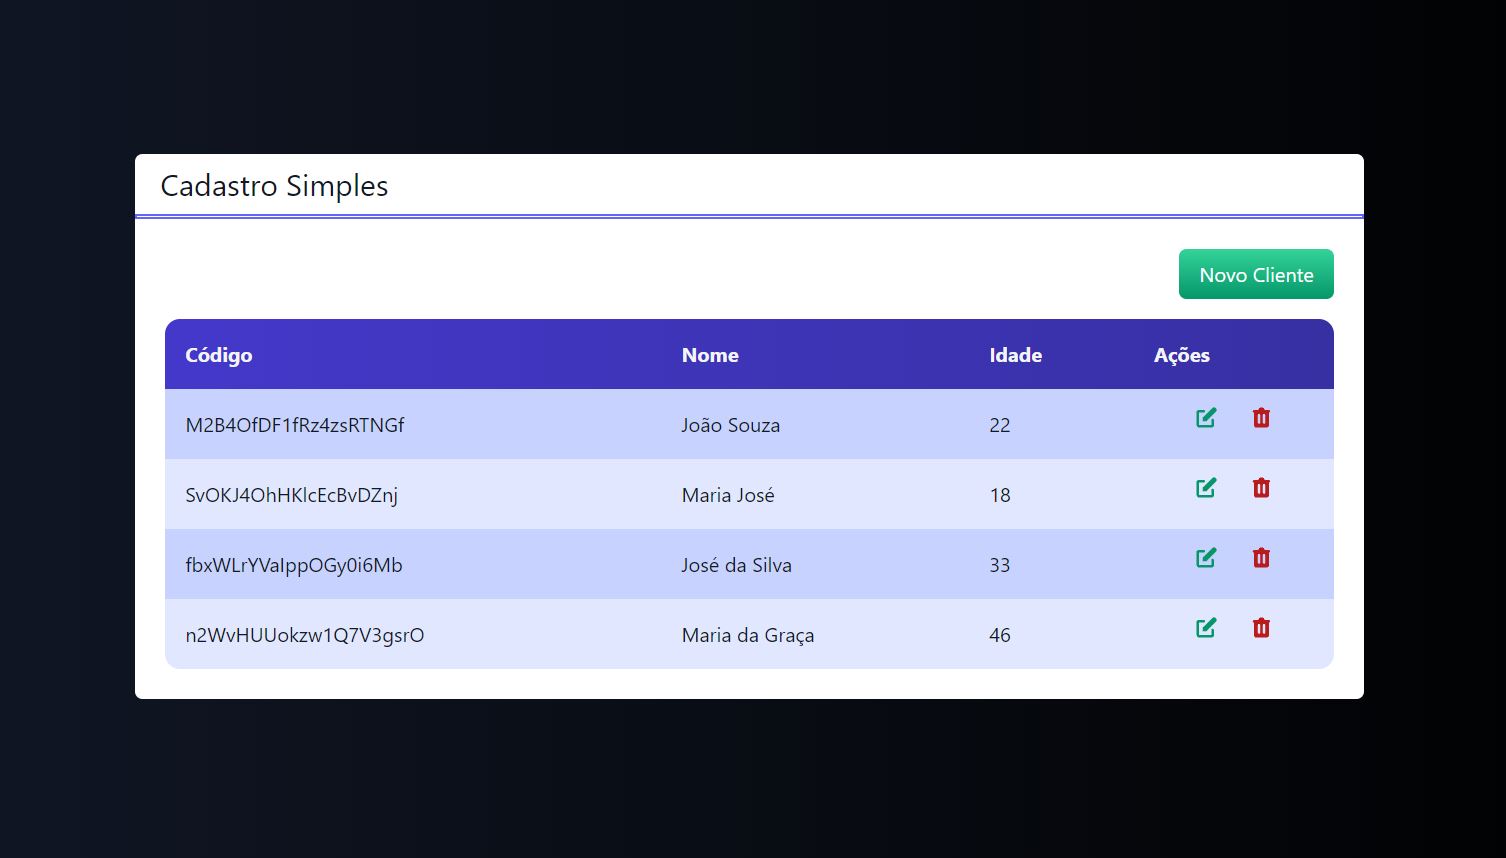 Cadastro Simples
Novo Cliente
Código Nome Idade Ações
M2B4OfDF1fRz4zsRTNGf João Souza 22
SvOKJ4OhHKlcEcBvDZnj Maria José 18
fbxWLrYVaIppOGy0i6Mb José da Silva 33
n2WvHUUokzw1Q7V3gsrO Maria da Graça 46